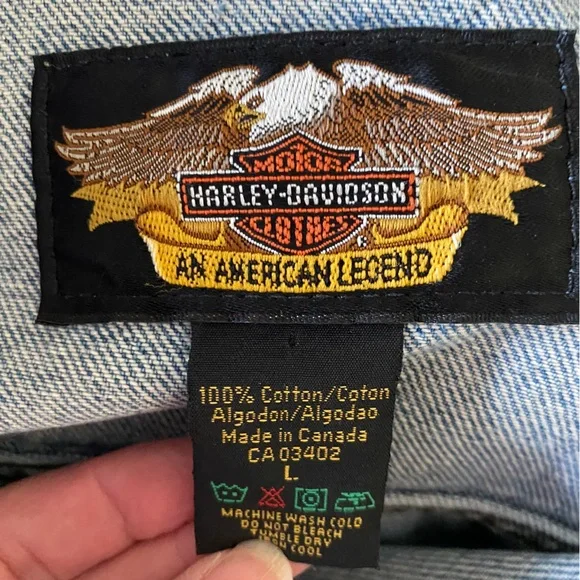 MOTOR
HARLEY-DAVIDSON
CLOTHES
®
AN AMERICAN LEGEND
100% Cotton/Coton
Algodon/Algodao
Made in Canada
CA 03402
L
MACHINE WASH COLD
DO NOT BLEACH
TUMBLE DRY
COOL